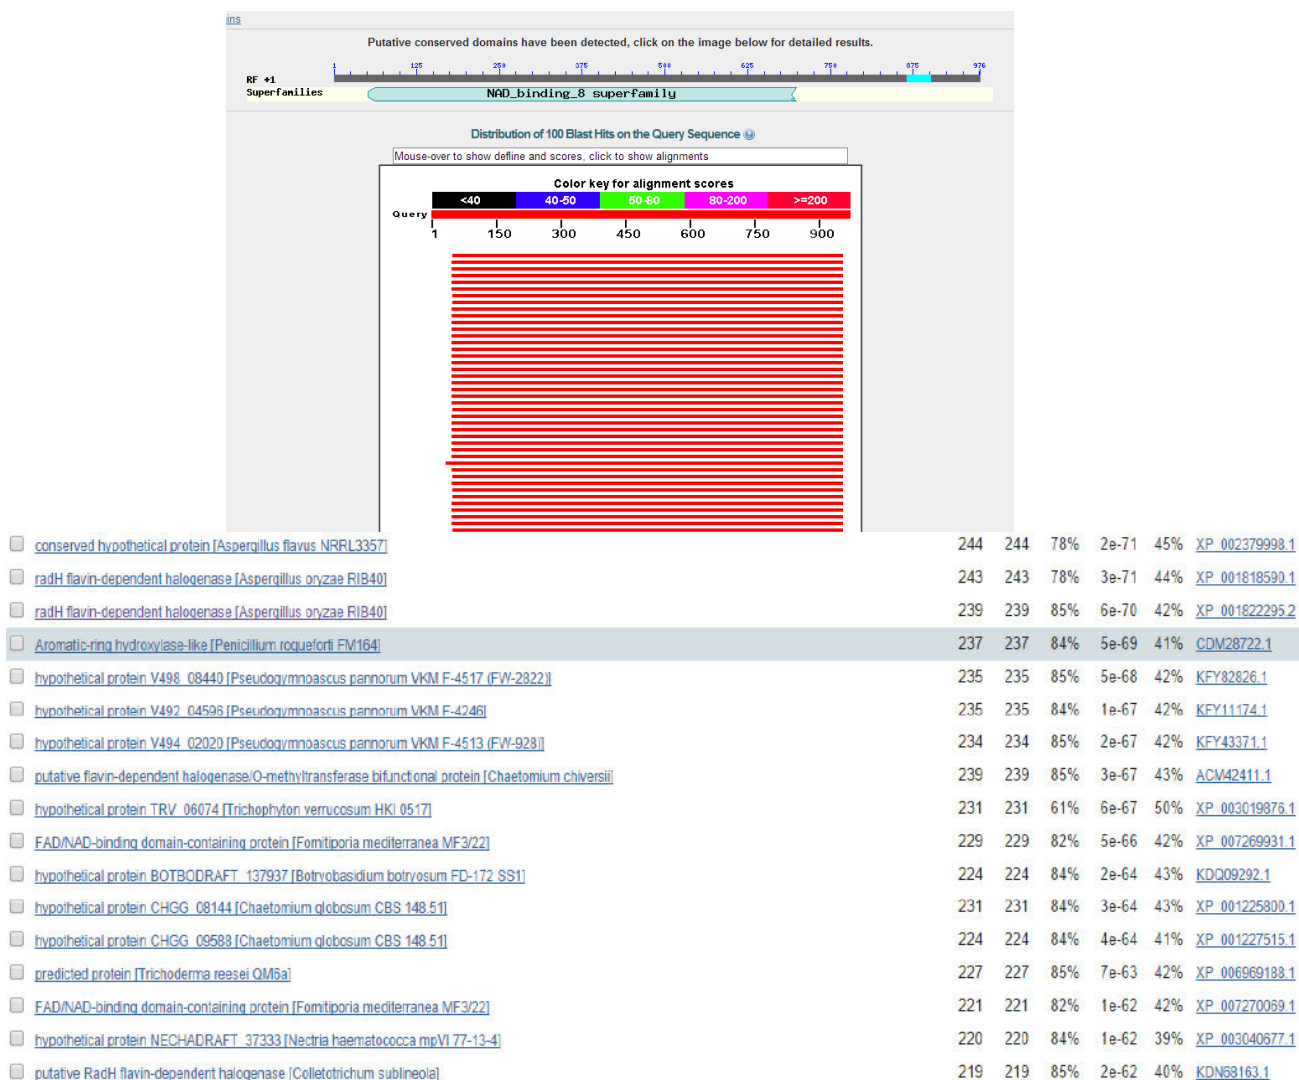 ins
Putative conserved domains have been detected, click on the image below for detailed results.
1 125 250 375 500 625 750 875 976
RF +1
Superfamilies NAD_binding_8 superfamily
Distribution of 100 Blast Hits on the Query Sequence
Mouse-over to show defline and scores, click to show alignments
Color key for alignment scores
<40 40-50 50-80 80-200 >=200
Query
1 150 300 450 600 750 900
conserved hypothetical protein [Aspergillus flavus NRRL3357] 244 244 78% 2e-71 45% XP_002379998.1
radH flavin-dependent halogenase [Aspergillus oryzae RIB40] 243 243 78% 3e-71 44% XP_001818590.1
radH flavin-dependent halogenase [Aspergillus oryzae RIB40] 239 239 85% 6e-70 42% XP_001822295.2
Aromatic-ring hydroxylase-like [Penicillium roqueforti FM164] 237 237 84% 5e-69 41% CDM28722.1
hypothetical protein V498_08440 [Pseudogymnoascus pannorum VKM F-4517 (FW-2822)] 235 235 85% 5e-68 42% KFY82826.1
hypothetical protein V492_04596 [Pseudogymnoascus pannorum VKM F-4246] 235 235 84% 1e-67 42% KFY11174.1
hypothetical protein V494_02020 [Pseudogymnoascus pannorum VKM F-4513 (FW-928)] 234 234 85% 2e-67 42% KFY43371.1
putative flavin-dependent halogenase/O-methyltransferase bifunctional protein [Chaetomium chiversii] 239 239 85% 3e-67 43% ACM42411.1
hypothetical protein TRV_06074 [Trichophyton verrucosum HKI 0517] 231 231 61% 6e-67 50% XP_003019876.1
FAD/NAD-binding domain-containing protein [Fomitiporia mediterranea MF3/22] 229 229 82% 5e-66 42% XP_007269931.1
hypothetical protein BOTBODRAFT_137937 [Botryobasidium botryosum FD-172 SS1] 224 224 84% 2e-64 43% KDQ09292.1
hypothetical protein CHGG_08144 [Chaetomium globosum CBS 148.51] 231 231 84% 3e-64 43% XP_001225800.1
hypothetical protein CHGG_09588 [Chaetomium globosum CBS 148.51] 224 224 84% 4e-64 41% XP_001227515.1
predicted protein [Trichoderma reesei QM6a] 227 227 85% 7e-63 42% XP_006969188.1
FAD/NAD-binding domain-containing protein [Fomitiporia mediterranea MF3/22] 221 221 82% 1e-62 42% XP_007270069.1
hypothetical protein NECHADRAFT_37333 [Nectria haematococca mpVI 77-13-4] 220 220 84% 1e-62 39% XP_003040677.1
putative RadH flavin-dependent halogenase [Colletotrichum sublineola] 219 219 85% 2e-62 40% KDN68163.1